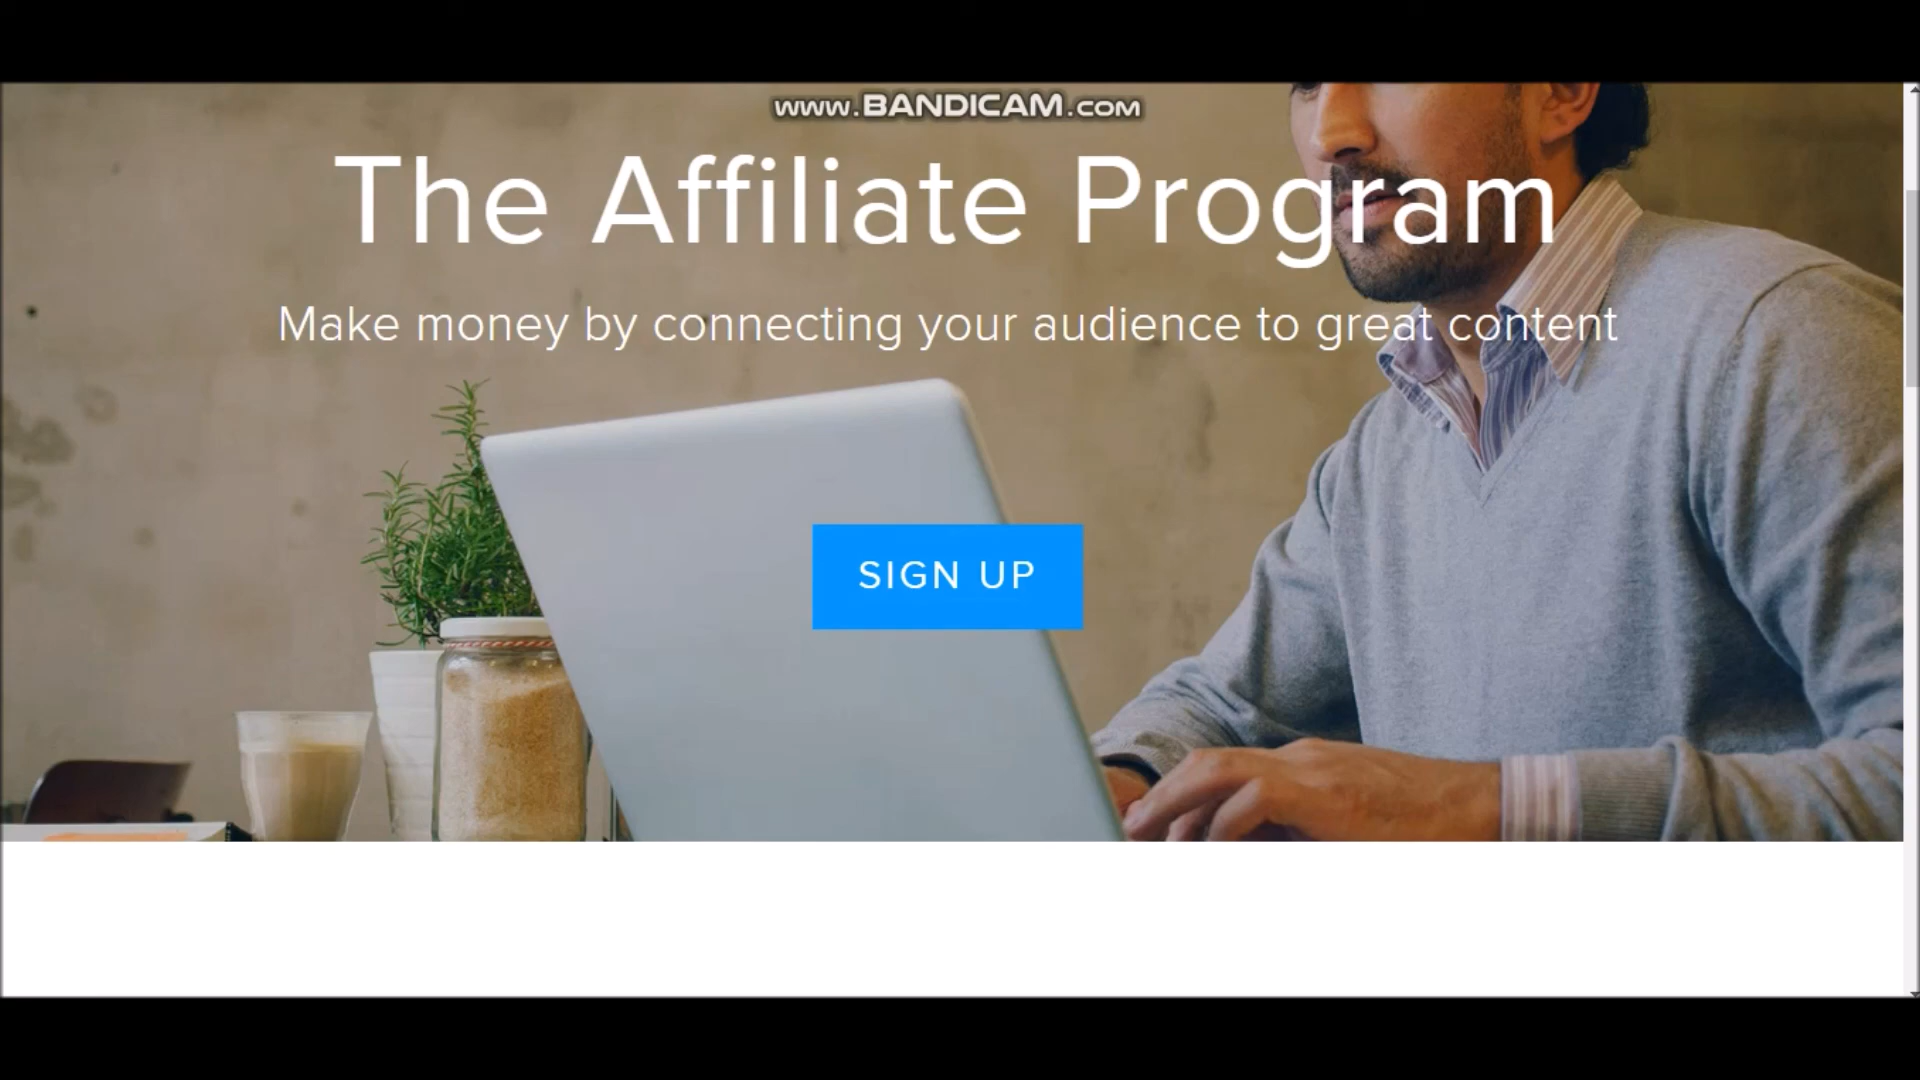 www.BANDICAM.com
The Affiliate Program
Make money by connecting your audience to great content
SIGN UP